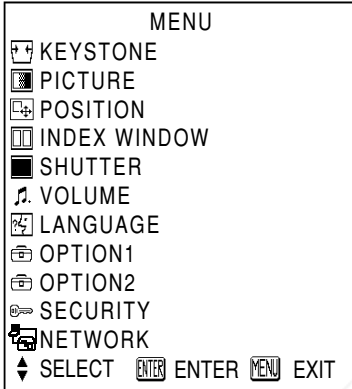 MENU
KEYSTONE
PICTURE
POSITION
INDEX WINDOW
SHUTTER
VOLUME
LANGUAGE
OPTION1
OPTION2
SECURITY
NETWORK
SELECT ENTER ENTER MENU EXIT